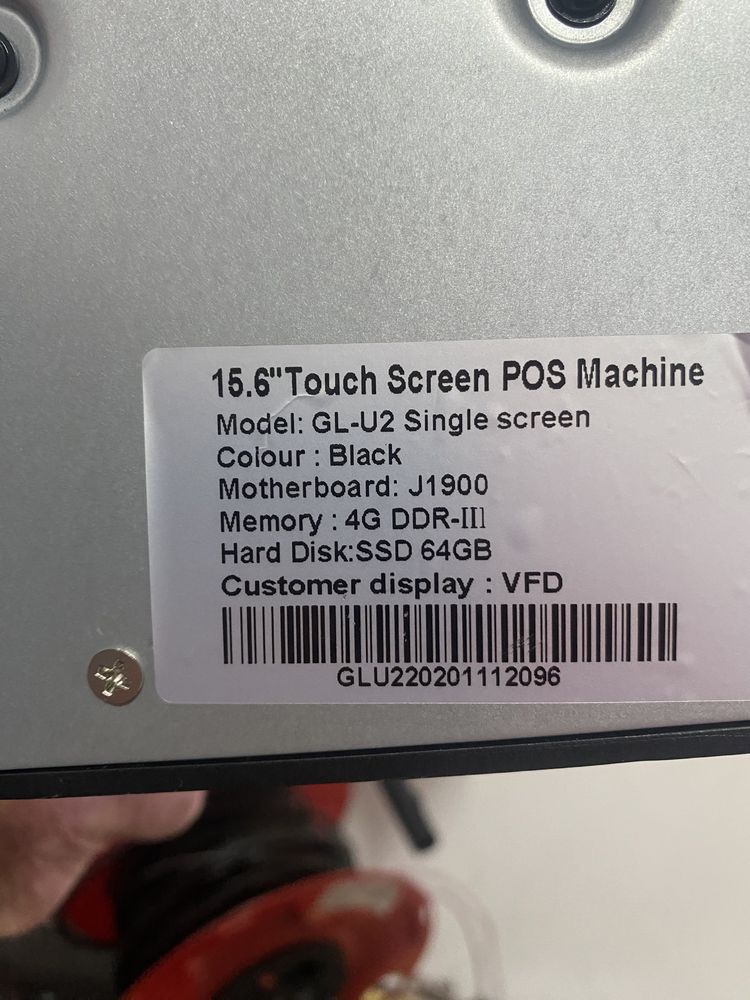 15.6"Touch Screen POS Machine
Model: GL-U2 Single screen
Colour : Black
Motherboard: J1900
Memory : 4G DDR-III
Hard Disk:SSD 64GB
Customer display : VFD
GLU220201112096